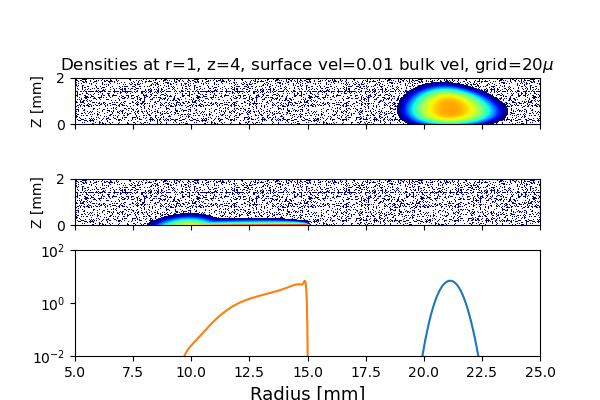 Densities at r=1, z=4, surface vel=0.01 bulk vel, grid=20μ
2
Z [mm]
0
2
Z [mm]
0
10²
10⁰
10⁻²
5.0 7.5 10.0 12.5 15.0 17.5 20.0 22.5 25.0
Radius [mm]